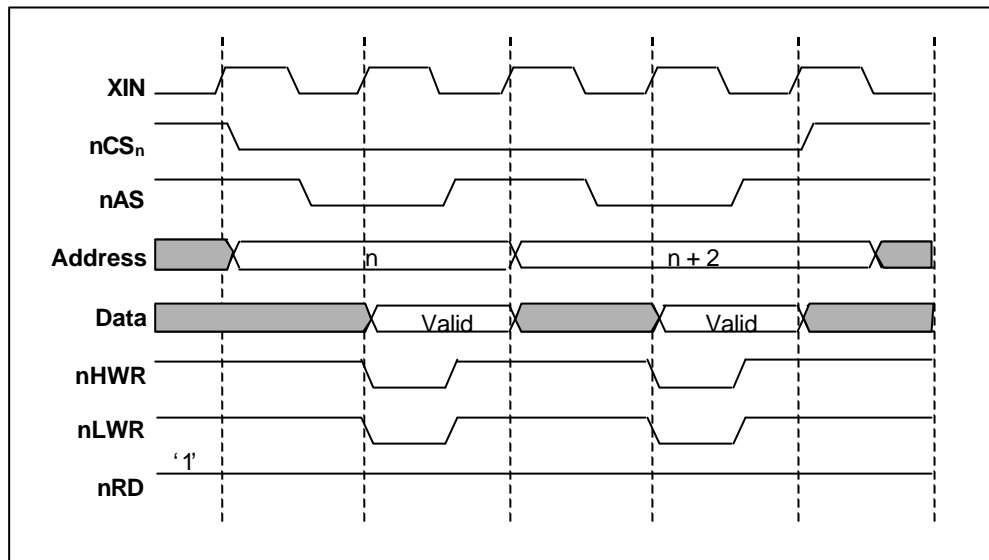 XIN
nCSn
nAS
Address n n + 2
Data Valid Valid
nHWR
nLWR
‘1’
nRD